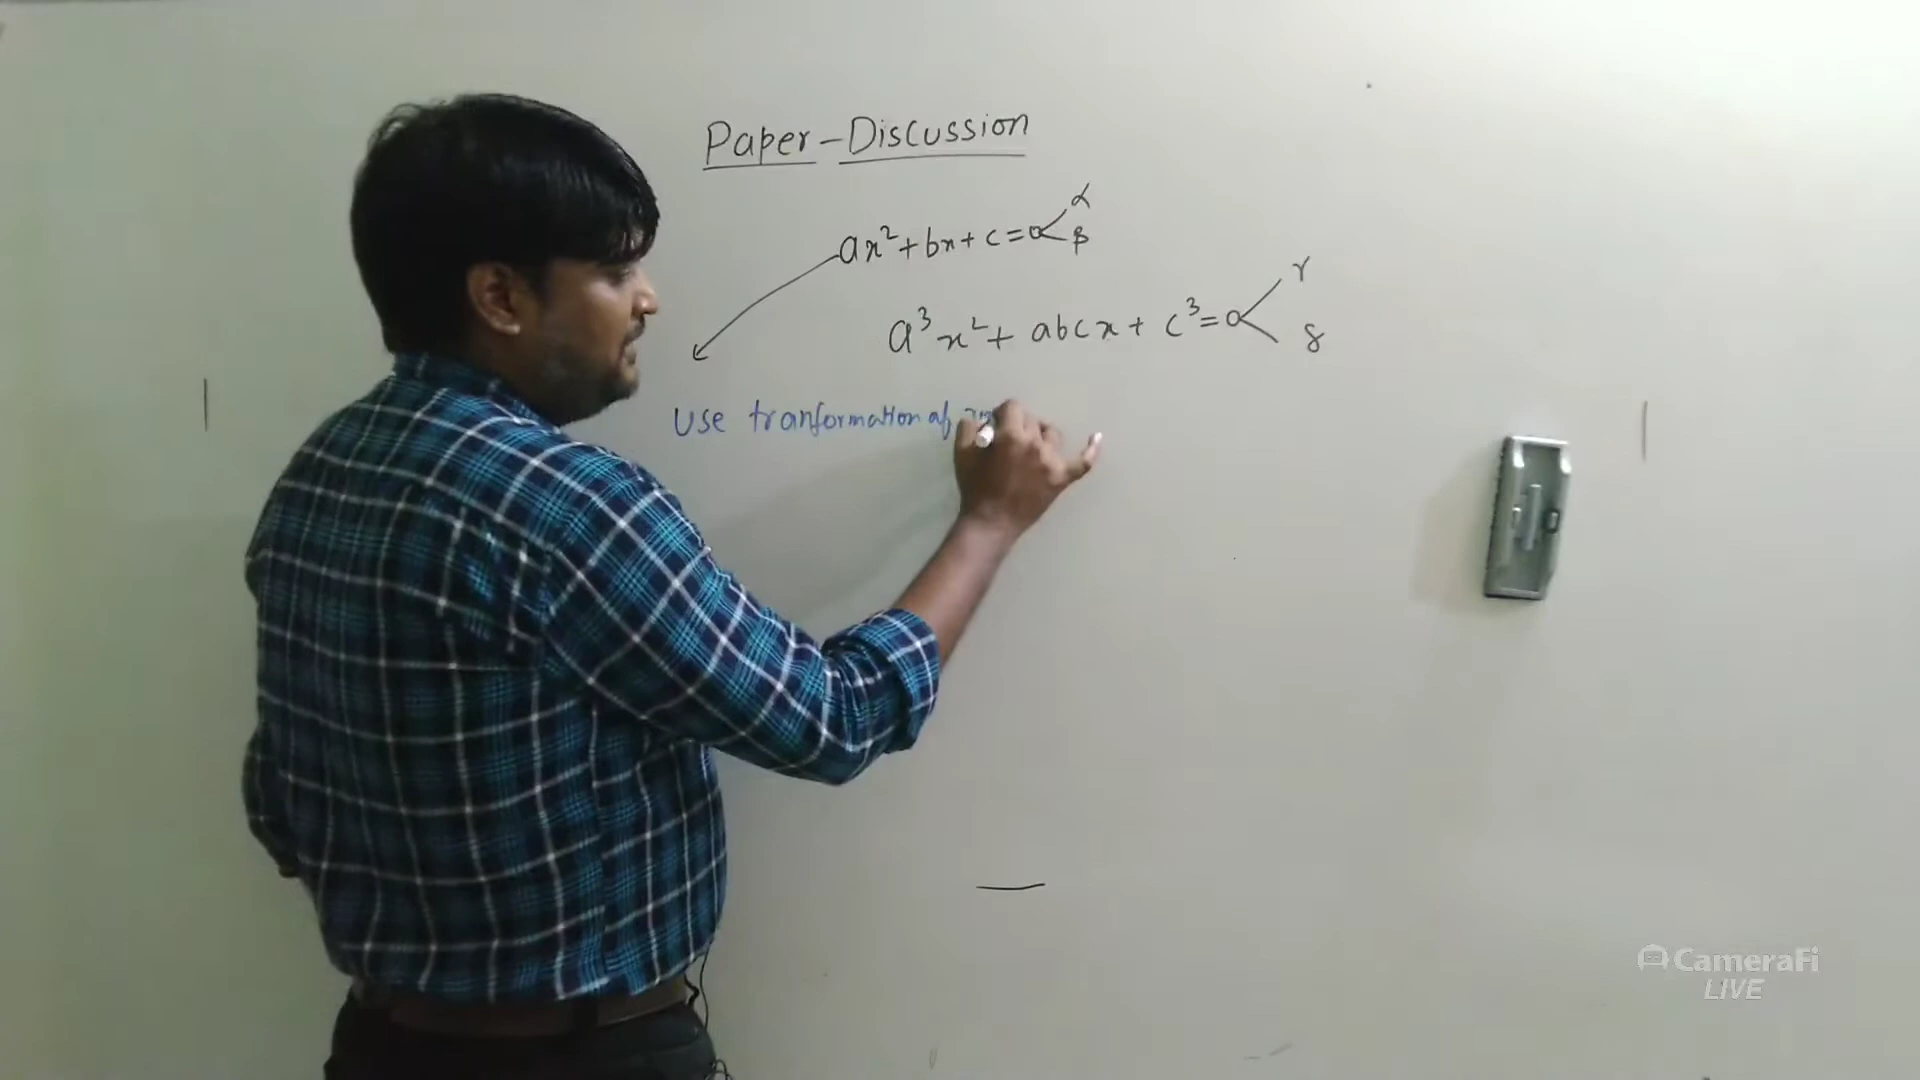 Paper-Discussion
ax²+bx+c=0 α
β
a³x²+abcx+c³=0 γ
δ
Use tranformation of
CameraFi
LIVE